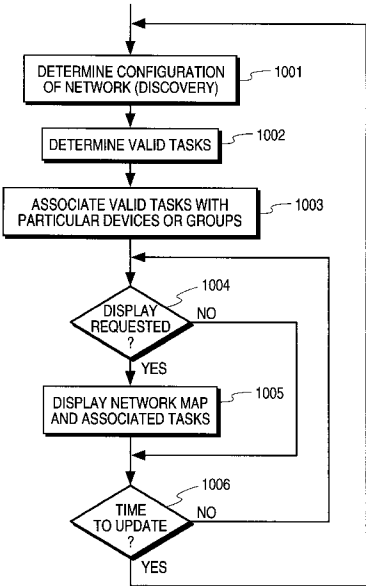 DETERMINE CONFIGURATION
OF NETWORK (DISCOVERY)
1001
DETERMINE VALID TASKS
1002
ASSOCIATE VALID TASKS WITH
PARTICULAR DEVICES OR GROUPS
1003
1004
DISPLAY
REQUESTED
?
NO
YES
DISPLAY NETWORK MAP
AND ASSOCIATED TASKS
1005
1006
TIME
TO UPDATE
?
NO
YES